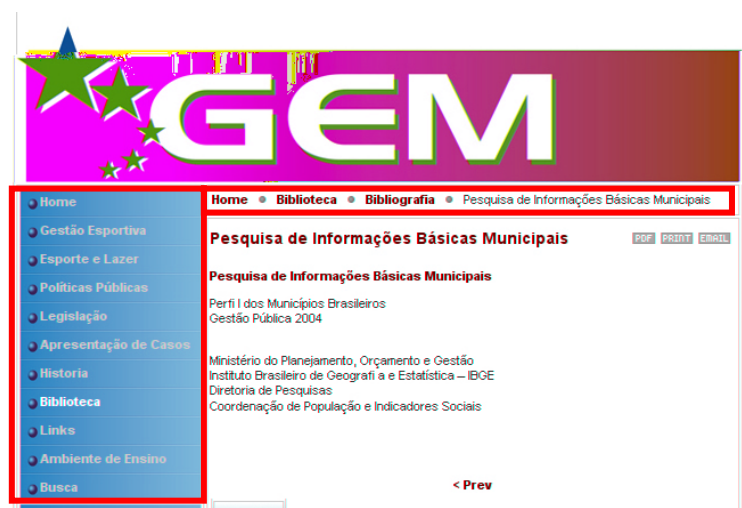 GEM
Home
Gestão Esportiva
Esporte e Lazer
Políticas Públicas
Legislação
Apresentação de Casos
Historia
Biblioteca
Links
Ambiente de Ensino
Busca
Home Biblioteca Bibliografia Pesquisa de Informações Básicas Municipais
Pesquisa de Informações Básicas Municipais PDF PRINT EMAIL
Pesquisa de Informações Básicas Municipais
Perfi l dos Municípios Brasileiros
Gestão Pública 2004
Ministério do Planejamento, Orçamento e Gestão
Instituto Brasileiro de Geografi a e Estatística – IBGE
Diretoria de Pesquisas
Coordenação de População e Indicadores Sociais
< Prev